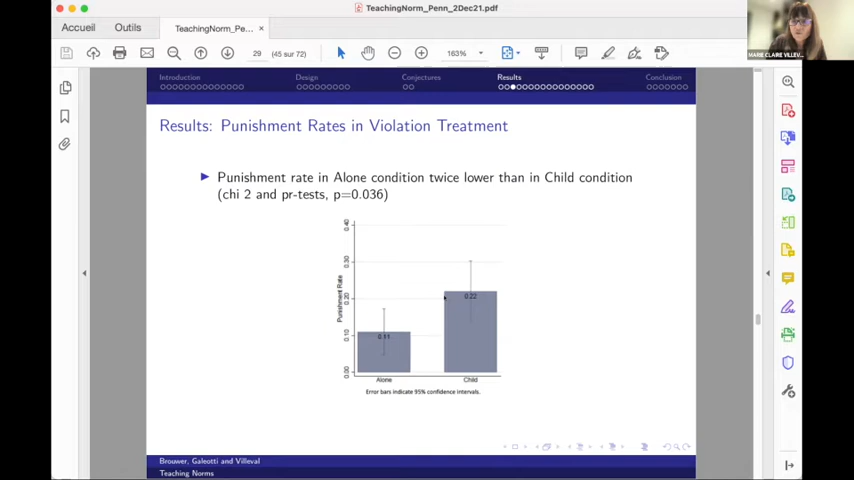 TeachingNorm_Penn_2Dec21.pdf
Accueil
Outils
TeachingNorm_Pe...
29
(45 sur 72)
163%
MARIE CLAIRE VILLEV...
Introduction
Design
Conjectures
Results
Conclusion
Results: Punishment Rates in Violation Treatment
Punishment rate in Alone condition twice lower than in Child condition
(chi 2 and pr-tests, p=0.036)
0.40
0.30
0.20
0.10
0.00
Punishment Rate
0.11
0.22
Alone
Child
Error bars indicate 95% confidence intervals.
Brouwer, Galeotti and Villeval
Teaching Norms